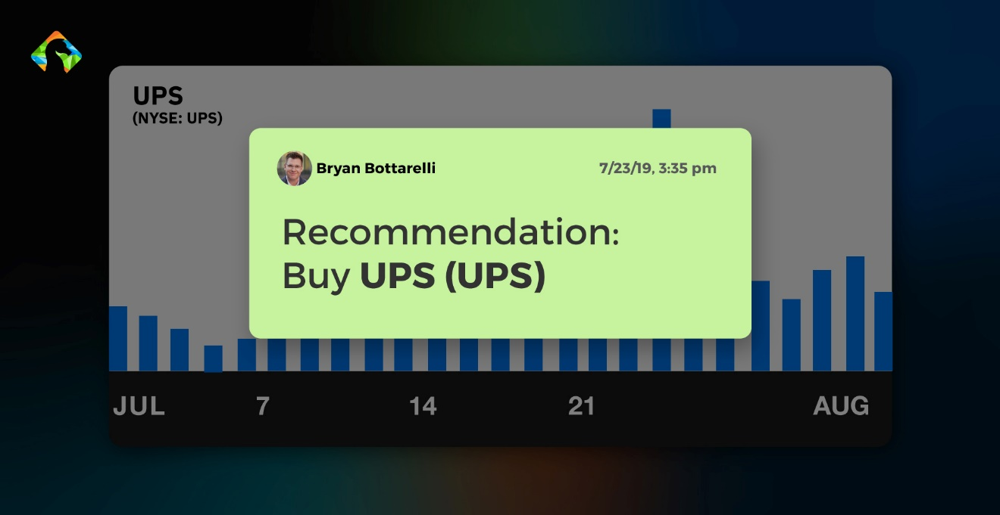 UPS
(NYSE: UPS)
Bryan Bottarelli
7/23/19, 3:35 pm
Recommendation:
Buy UPS (UPS)
JUL 7 14 21 AUG